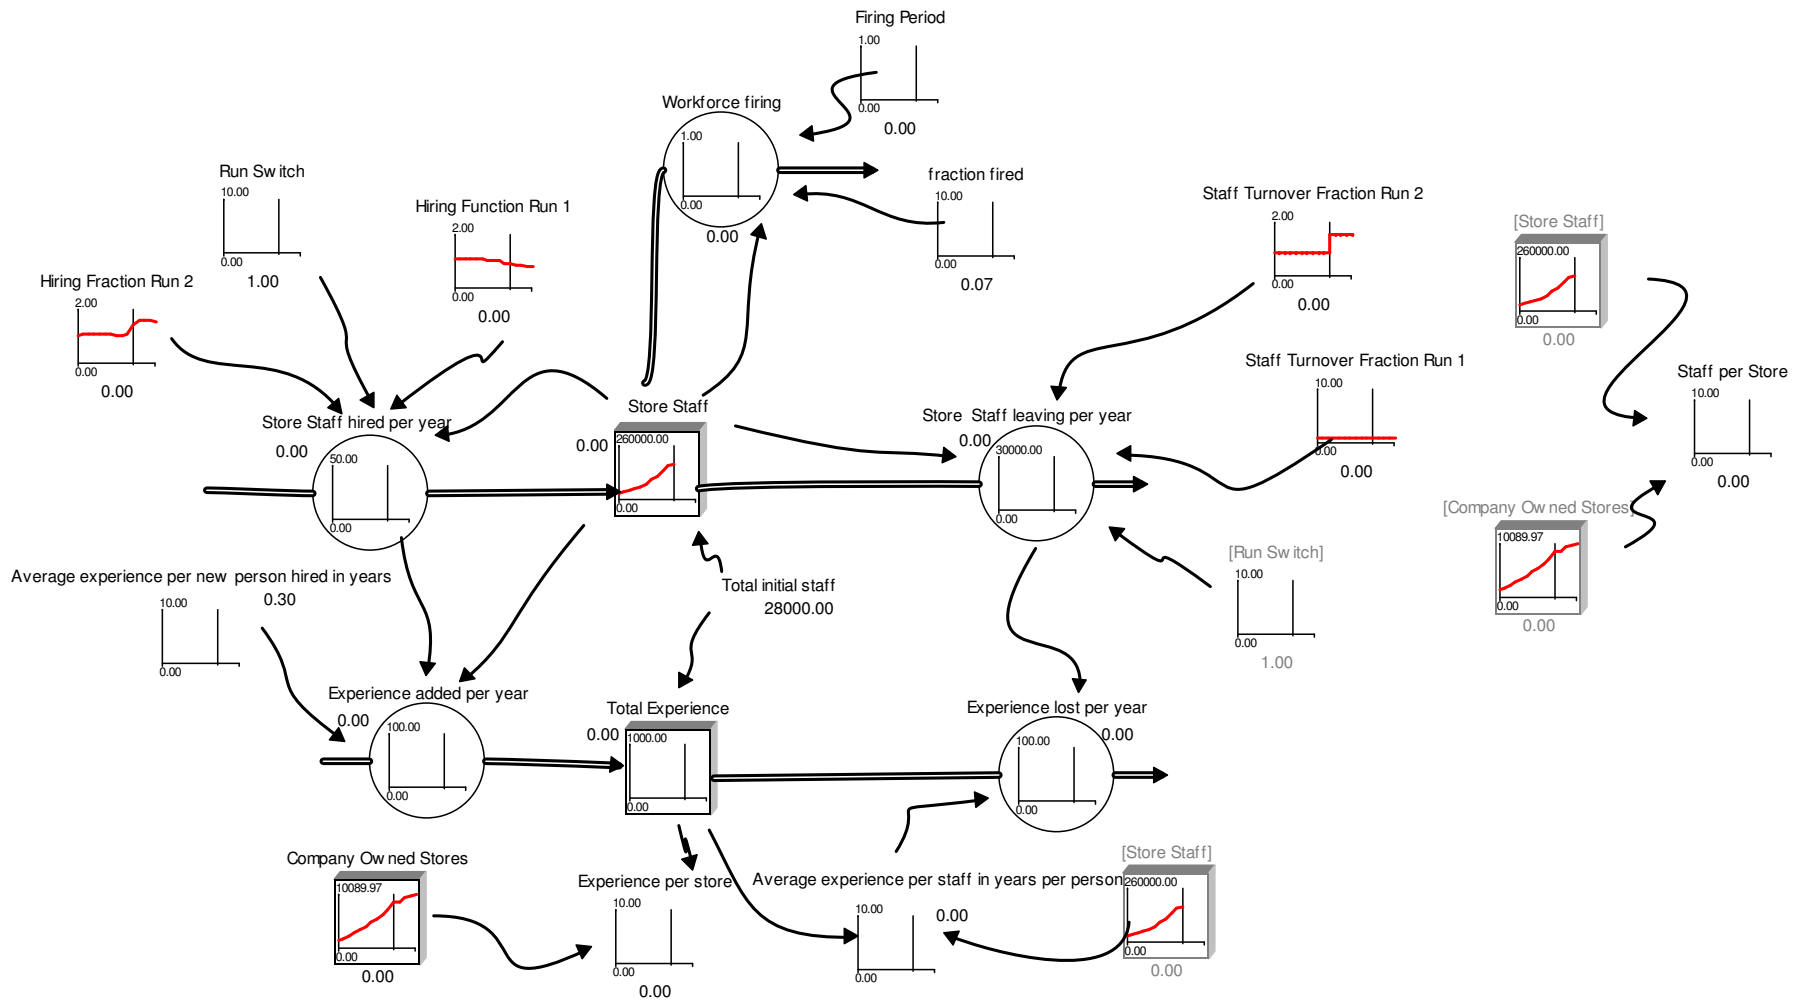 Firing Period
1.00
0.00
0.00
Workforce firing
1.00
0.00
0.00
fraction fired
10.00
0.00
0.07
Run Switch
10.00
0.00
1.00
Hiring Function Run 1
2.00
0.00
0.00
Hiring Fraction Run 2
2.00
0.00
0.00
Staff Turnover Fraction Run 2
2.00
0.00
0.00
[Store Staff]
260000.00
0.00
0.00
Staff Turnover Fraction Run 1
10.00
0.00
0.00
Staff per Store
10.00
0.00
0.00
Store Staff hired per year
0.00
50.00
0.00
Store Staff
0.00
260000.00
0.00
Store Staff leaving per year
0.00
30000.00
0.00
[Company Owned Stores]
10089.97
0.00
0.00
[Run Switch]
10.00
0.00
1.00
Average experience per new person hired in years
0.30
10.00
0.00
Total initial staff
28000.00
Experience added per year
0.00
100.00
0.00
Total Experience
0.00
1000.00
0.00
Experience lost per year
0.00
100.00
0.00
Company Owned Stores
10089.97
0.00
0.00
Experience per store
10.00
0.00
0.00
Average experience per staff in years per person
10.00
0.00
0.00
[Store Staff]
260000.00
0.00
0.00